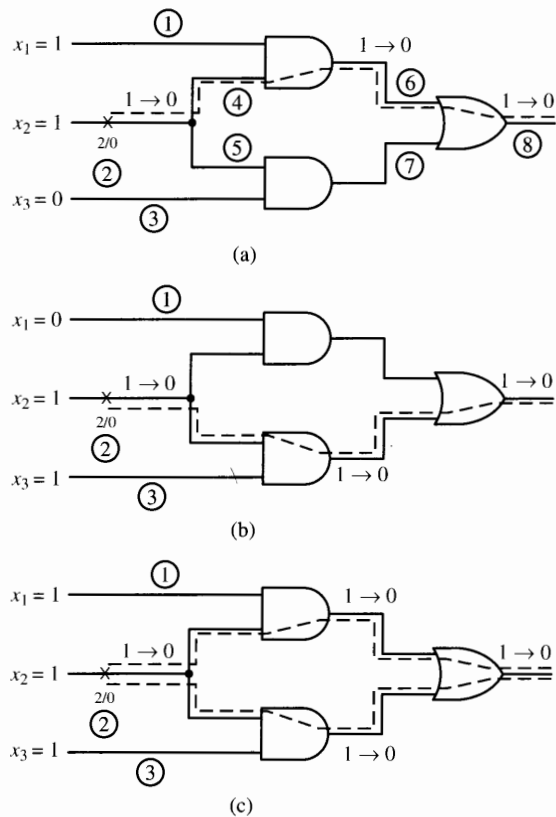 ①
x₁ = 1
1 → 0
1 → 0
④
⑥
1 → 0
x₂ = 1
2/0
②
⑤
⑦
⑧
x₃ = 0
③
(a)
①
x₁ = 0
x₂ = 1
1 → 0
1 → 0
2/0
②
x₃ = 1
③
1 → 0
(b)
①
x₁ = 1
1 → 0
1 → 0
1 → 0
x₂ = 1
2/0
②
x₃ = 1
③
1 → 0
(c)